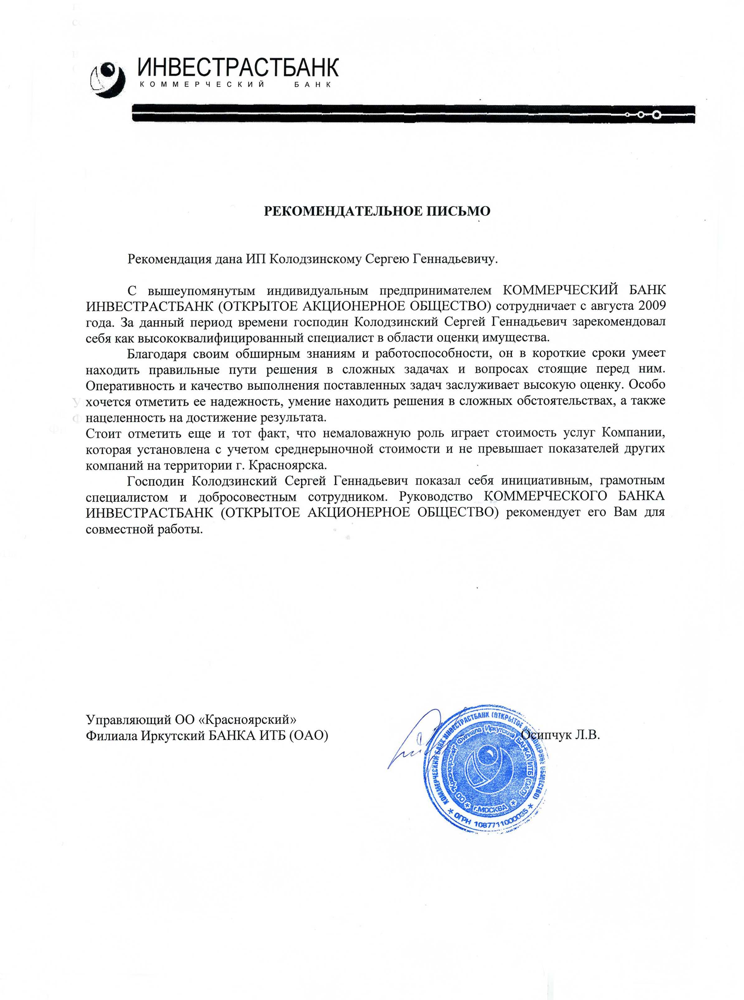 ИНВЕСТРАСТБАНК
КОММЕРЧЕСКИЙ БАНК
РЕКОМЕНДАТЕЛЬНОЕ ПИСЬМО
Рекомендация дана ИП Колодзинскому Сергею Геннадьевичу.
С вышеупомянутым индивидуальным предпринимателем КОММЕРЧЕСКИЙ БАНК
ИНВЕСТРАСТБАНК (ОТКРЫТОЕ АКЦИОНЕРНОЕ ОБЩЕСТВО) сотрудничает с августа 2009
года. За данный период времени господин Колодзинский Сергей Геннадьевич зарекомендовал
себя как высококвалифицированный специалист в области оценки имущества.
Благодаря своим обширным знаниям и работоспособности, он в короткие сроки умеет
находить правильные пути решения в сложных задачах и вопросах стоящие перед ним.
Оперативность и качество выполнения поставленных задач заслуживает высокую оценку. Особо
хочется отметить ее надежность, умение находить решения в сложных обстоятельствах, а также
нацеленность на достижение результата.
Стоит отметить еще и тот факт, что немаловажную роль играет стоимость услуг Компании,
которая установлена с учетом среднерыночной стоимости и не превышает показателей других
компаний на территории г. Красноярска.
Господин Колодзинский Сергей Геннадьевич показал себя инициативным, грамотным
специалистом и добросовестным сотрудником. Руководство КОММЕРЧЕСКОГО БАНКА
ИНВЕСТРАСТБАНК (ОТКРЫТОЕ АКЦИОНЕРНОЕ ОБЩЕСТВО) рекомендует его Вам для
совместной работы.
Управляющий ОО «Красноярский»
Филиала Иркутский БАНКА ИТБ (ОАО)
Осипчук Л.В.
КОММЕРЧЕСКИЙ БАНК ИНВЕСТРАСТБАНК (ОТКРЫТОЕ АКЦИОНЕРНОЕ ОБЩЕСТВО)
* ОГРН 1087711000035 *
ОО "Красноярский" Филиала Иркутский БАНКА ИТБ (ОАО)
* г.МОСКВА *